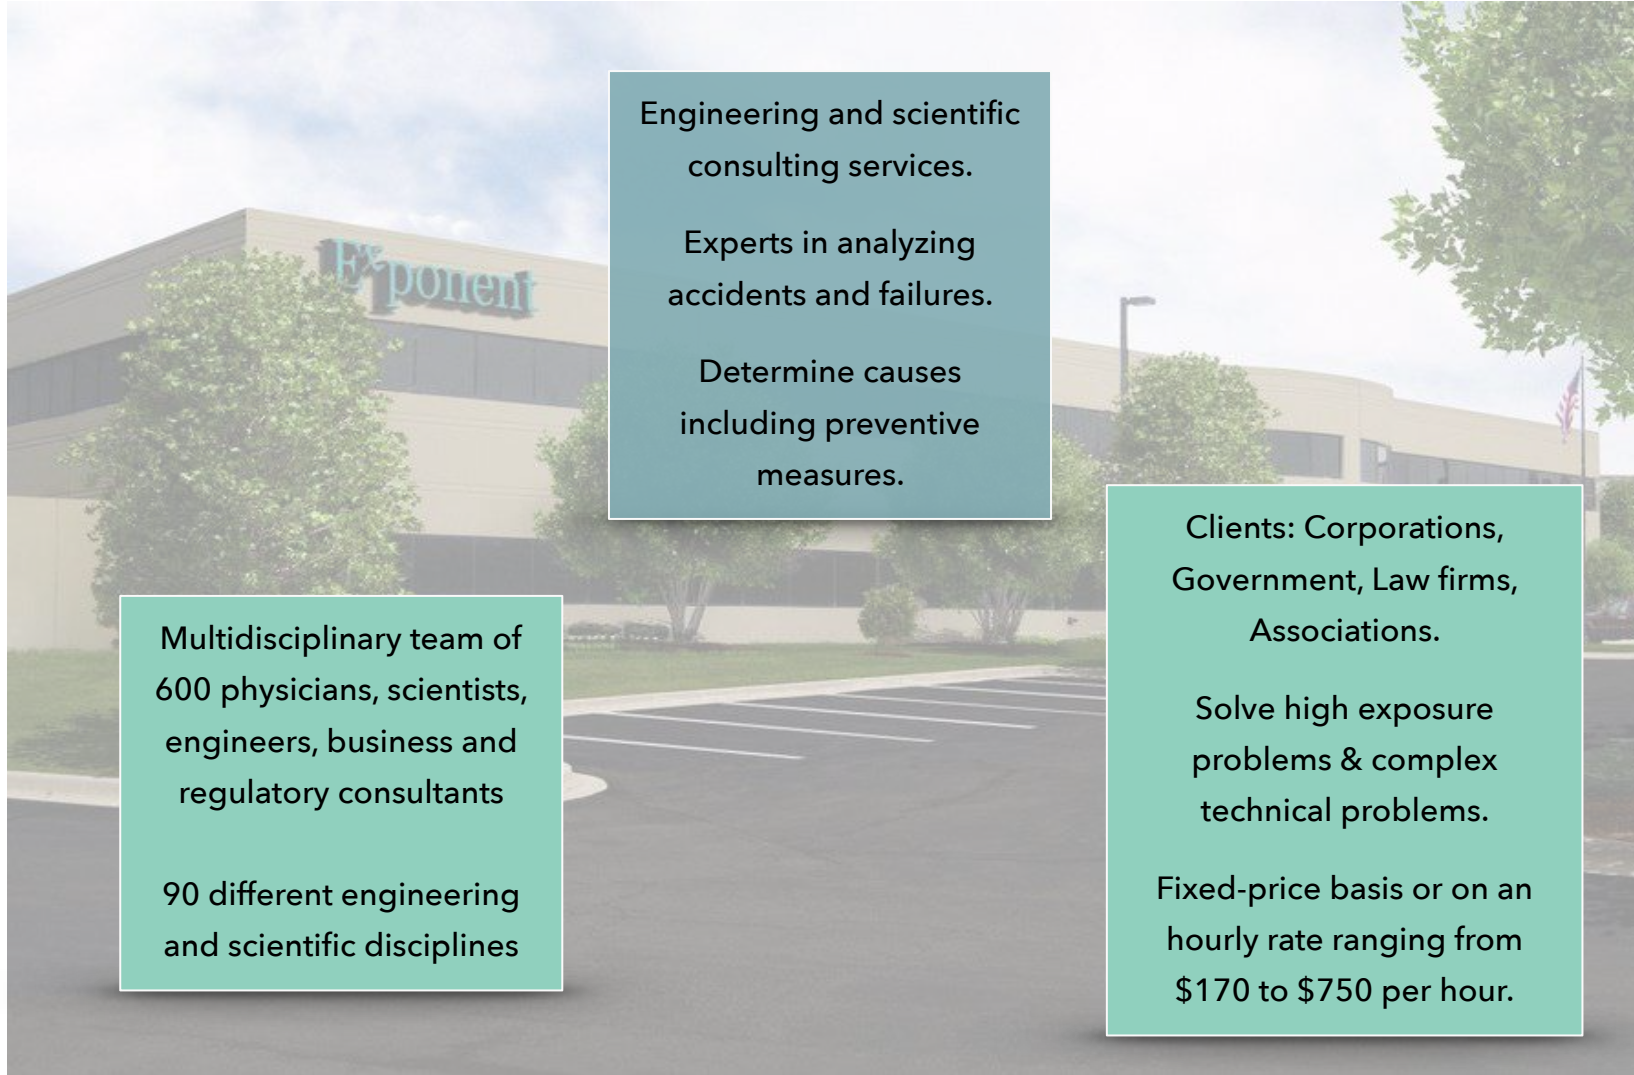 Exponent
Engineering and scientific
consulting services.
Experts in analyzing
accidents and failures.
Determine causes
including preventive
measures.
Multidisciplinary team of
600 physicians, scientists,
engineers, business and
regulatory consultants
90 different engineering
and scientific disciplines
Clients: Corporations,
Government, Law firms,
Associations.
Solve high exposure
problems & complex
technical problems.
Fixed-price basis or on an
hourly rate ranging from
$170 to $750 per hour.